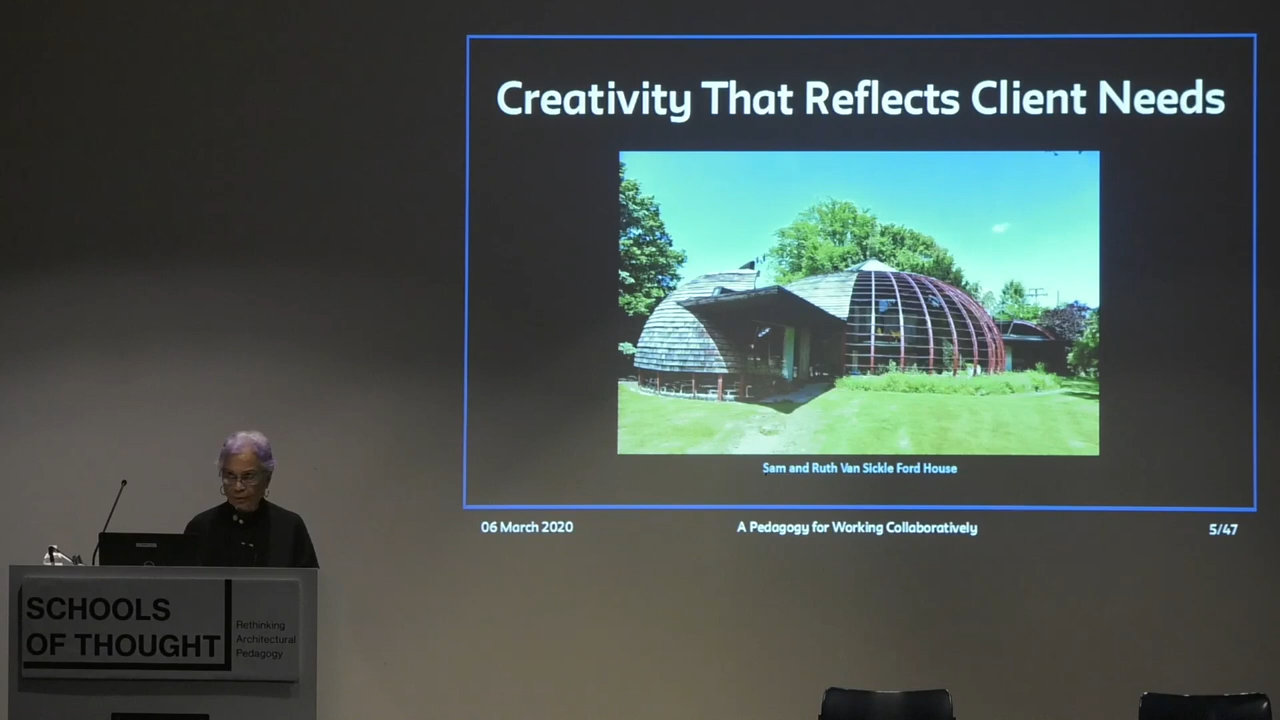 Creativity That Reflects Client Needs
Sam and Ruth Van Sickle Ford House
06 March 2020
A Pedagogy for Working Collaboratively
5/47
SCHOOLS
OF THOUGHT
Rethinking
Architectural
Pedagogy